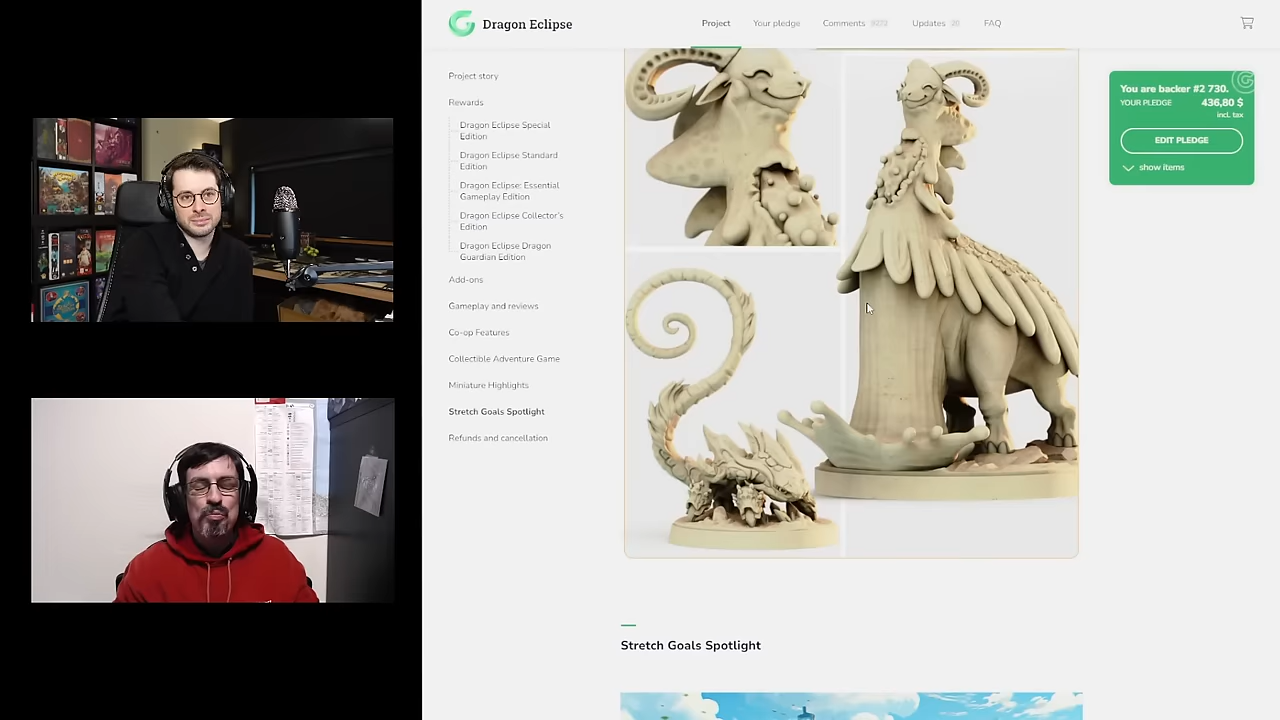 Dragon Eclipse
Project
Your pledge
Comments
Updates
FAQ
Project story
Rewards
Dragon Eclipse Special
Edition
Dragon Eclipse Standard
Edition
Dragon Eclipse: Essential
Gameplay Edition
Dragon Eclipse Collector's
Edition
Dragon Eclipse Dragon
Guardian Edition
Add-ons
Gameplay and reviews
Co-op Features
Collectible Adventure Game
Miniature Highlights
Stretch Goals Spotlight
Refunds and cancellation
You are backer #2 730.
YOUR PLEDGE 436,80 $
incl. tax
EDIT PLEDGE
show items
Stretch Goals Spotlight